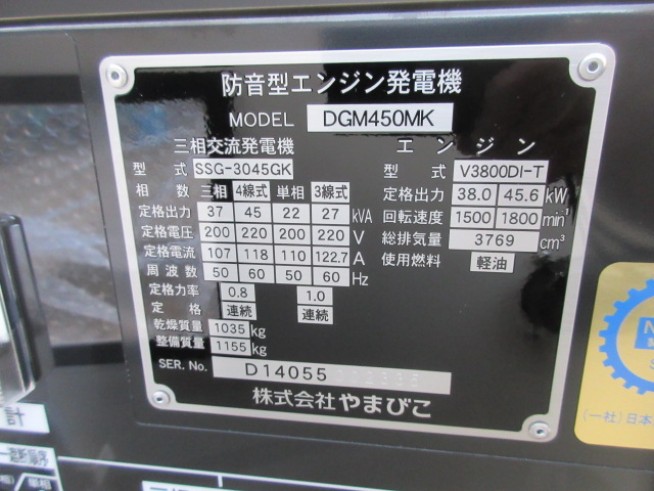 防音型エンジン発電機
MODEL DGM450MK
三相交流発電機
型式 SSG-3045GK
相数 三相 4線式 単相 3線式
定格出力 37 45 22 27 kVA
定格電圧 200 220 200 220 V
定格電流 107 118 110 122.7 A
周波数 50 60 50 60 Hz
定格力率 0.8 1.0
定格 連続 連続
乾燥質量 1035 kg
整備質量 1155 kg
エンジン
型式 V3800DI-T
定格出力 38.0 45.6 kW
回転速度 1500 1800 min⁻¹
総排気量 3769 cm³
使用燃料 軽油
SER. No. D14055
株式会社やまびこ
計
(一社)日本